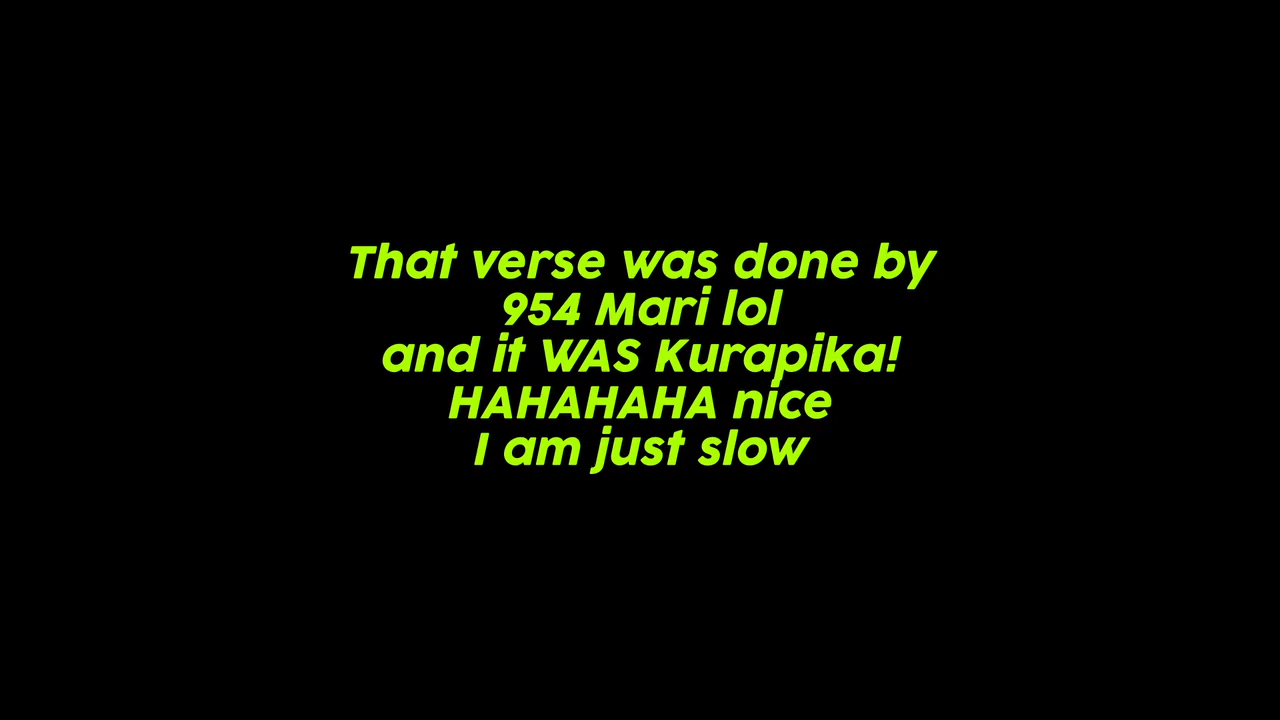 That verse was done by
954 Mari lol
and it WAS Kurapika!
HAHAHAHA nice
I am just slow